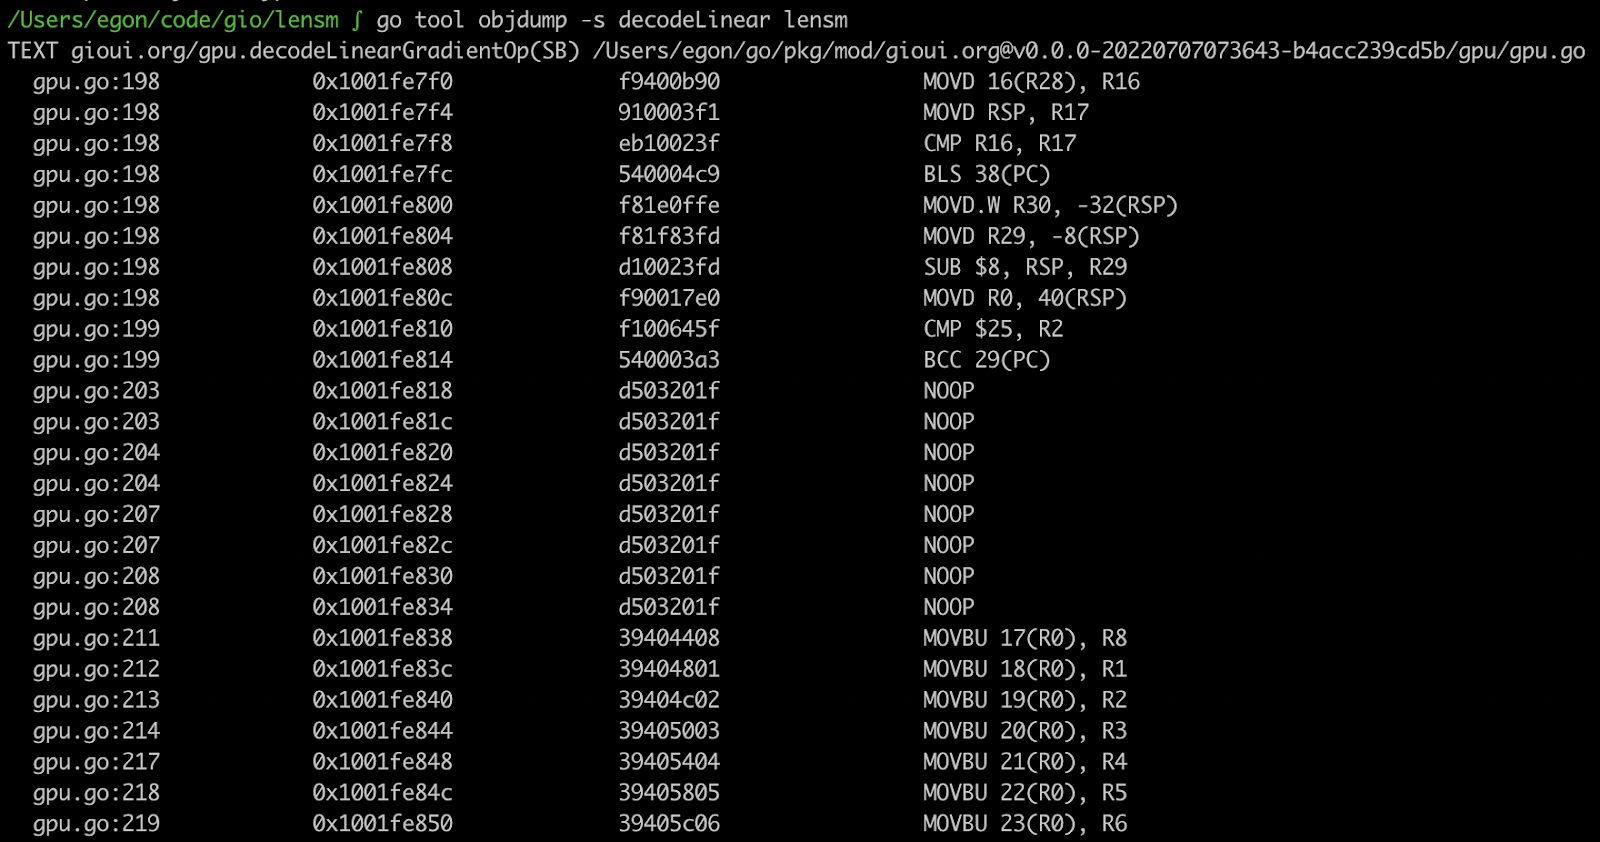 /Users/egon/code/gio/lensm ∫ go tool objdump -s decodeLinear lensm
TEXT gioui.org/gpu.decodeLinearGradientOp(SB) /Users/egon/go/pkg/mod/gioui.org@v0.0.0-20220707073643-b4acc239cd5b/gpu/gpu.go
gpu.go:198 0x1001fe7f0 f9400b90 MOVD 16(R28), R16
gpu.go:198 0x1001fe7f4 910003f1 MOVD RSP, R17
gpu.go:198 0x1001fe7f8 eb10023f CMP R16, R17
gpu.go:198 0x1001fe7fc 540004c9 BLS 38(PC)
gpu.go:198 0x1001fe800 f81e0ffe MOVD.W R30, -32(RSP)
gpu.go:198 0x1001fe804 f81f83fd MOVD R29, -8(RSP)
gpu.go:198 0x1001fe808 d10023fd SUB $8, RSP, R29
gpu.go:198 0x1001fe80c f90017e0 MOVD R0, 40(RSP)
gpu.go:199 0x1001fe810 f100645f CMP $25, R2
gpu.go:199 0x1001fe814 540003a3 BCC 29(PC)
gpu.go:203 0x1001fe818 d503201f NOOP
gpu.go:203 0x1001fe81c d503201f NOOP
gpu.go:204 0x1001fe820 d503201f NOOP
gpu.go:204 0x1001fe824 d503201f NOOP
gpu.go:207 0x1001fe828 d503201f NOOP
gpu.go:207 0x1001fe82c d503201f NOOP
gpu.go:208 0x1001fe830 d503201f NOOP
gpu.go:208 0x1001fe834 d503201f NOOP
gpu.go:211 0x1001fe838 39404408 MOVBU 17(R0), R8
gpu.go:212 0x1001fe83c 39404801 MOVBU 18(R0), R1
gpu.go:213 0x1001fe840 39404c02 MOVBU 19(R0), R2
gpu.go:214 0x1001fe844 39405003 MOVBU 20(R0), R3
gpu.go:217 0x1001fe848 39405404 MOVBU 21(R0), R4
gpu.go:218 0x1001fe84c 39405805 MOVBU 22(R0), R5
gpu.go:219 0x1001fe850 39405c06 MOVBU 23(R0), R6